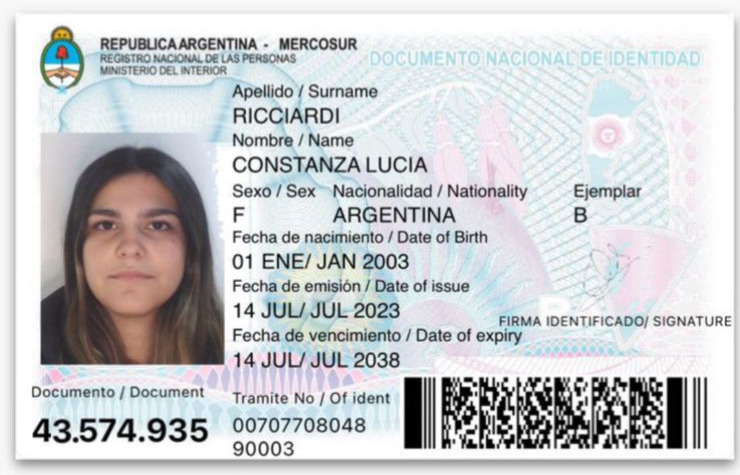 REPUBLICA ARGENTINA - MERCOSUR
REGISTRO NACIONAL DE LAS PERSONAS
MINISTERIO DEL INTERIOR
DOCUMENTO NACIONAL DE IDENTIDAD
Apellido / Surname
RICCIARDI
Nombre / Name
CONSTANZA LUCIA
Sexo / Sex Nacionalidad / Nationality Ejemplar
F ARGENTINA B
Fecha de nacimiento / Date of Birth
01 ENE/ JAN 2003
Fecha de emisión / Date of issue
14 JUL/ JUL 2023
FIRMA IDENTIFICADO/ SIGNATURE
Fecha de vencimiento / Date of expiry
14 JUL/ JUL 2038
Documento / Document
43.574.935
Tramite No / Of ident
00707708048
90003